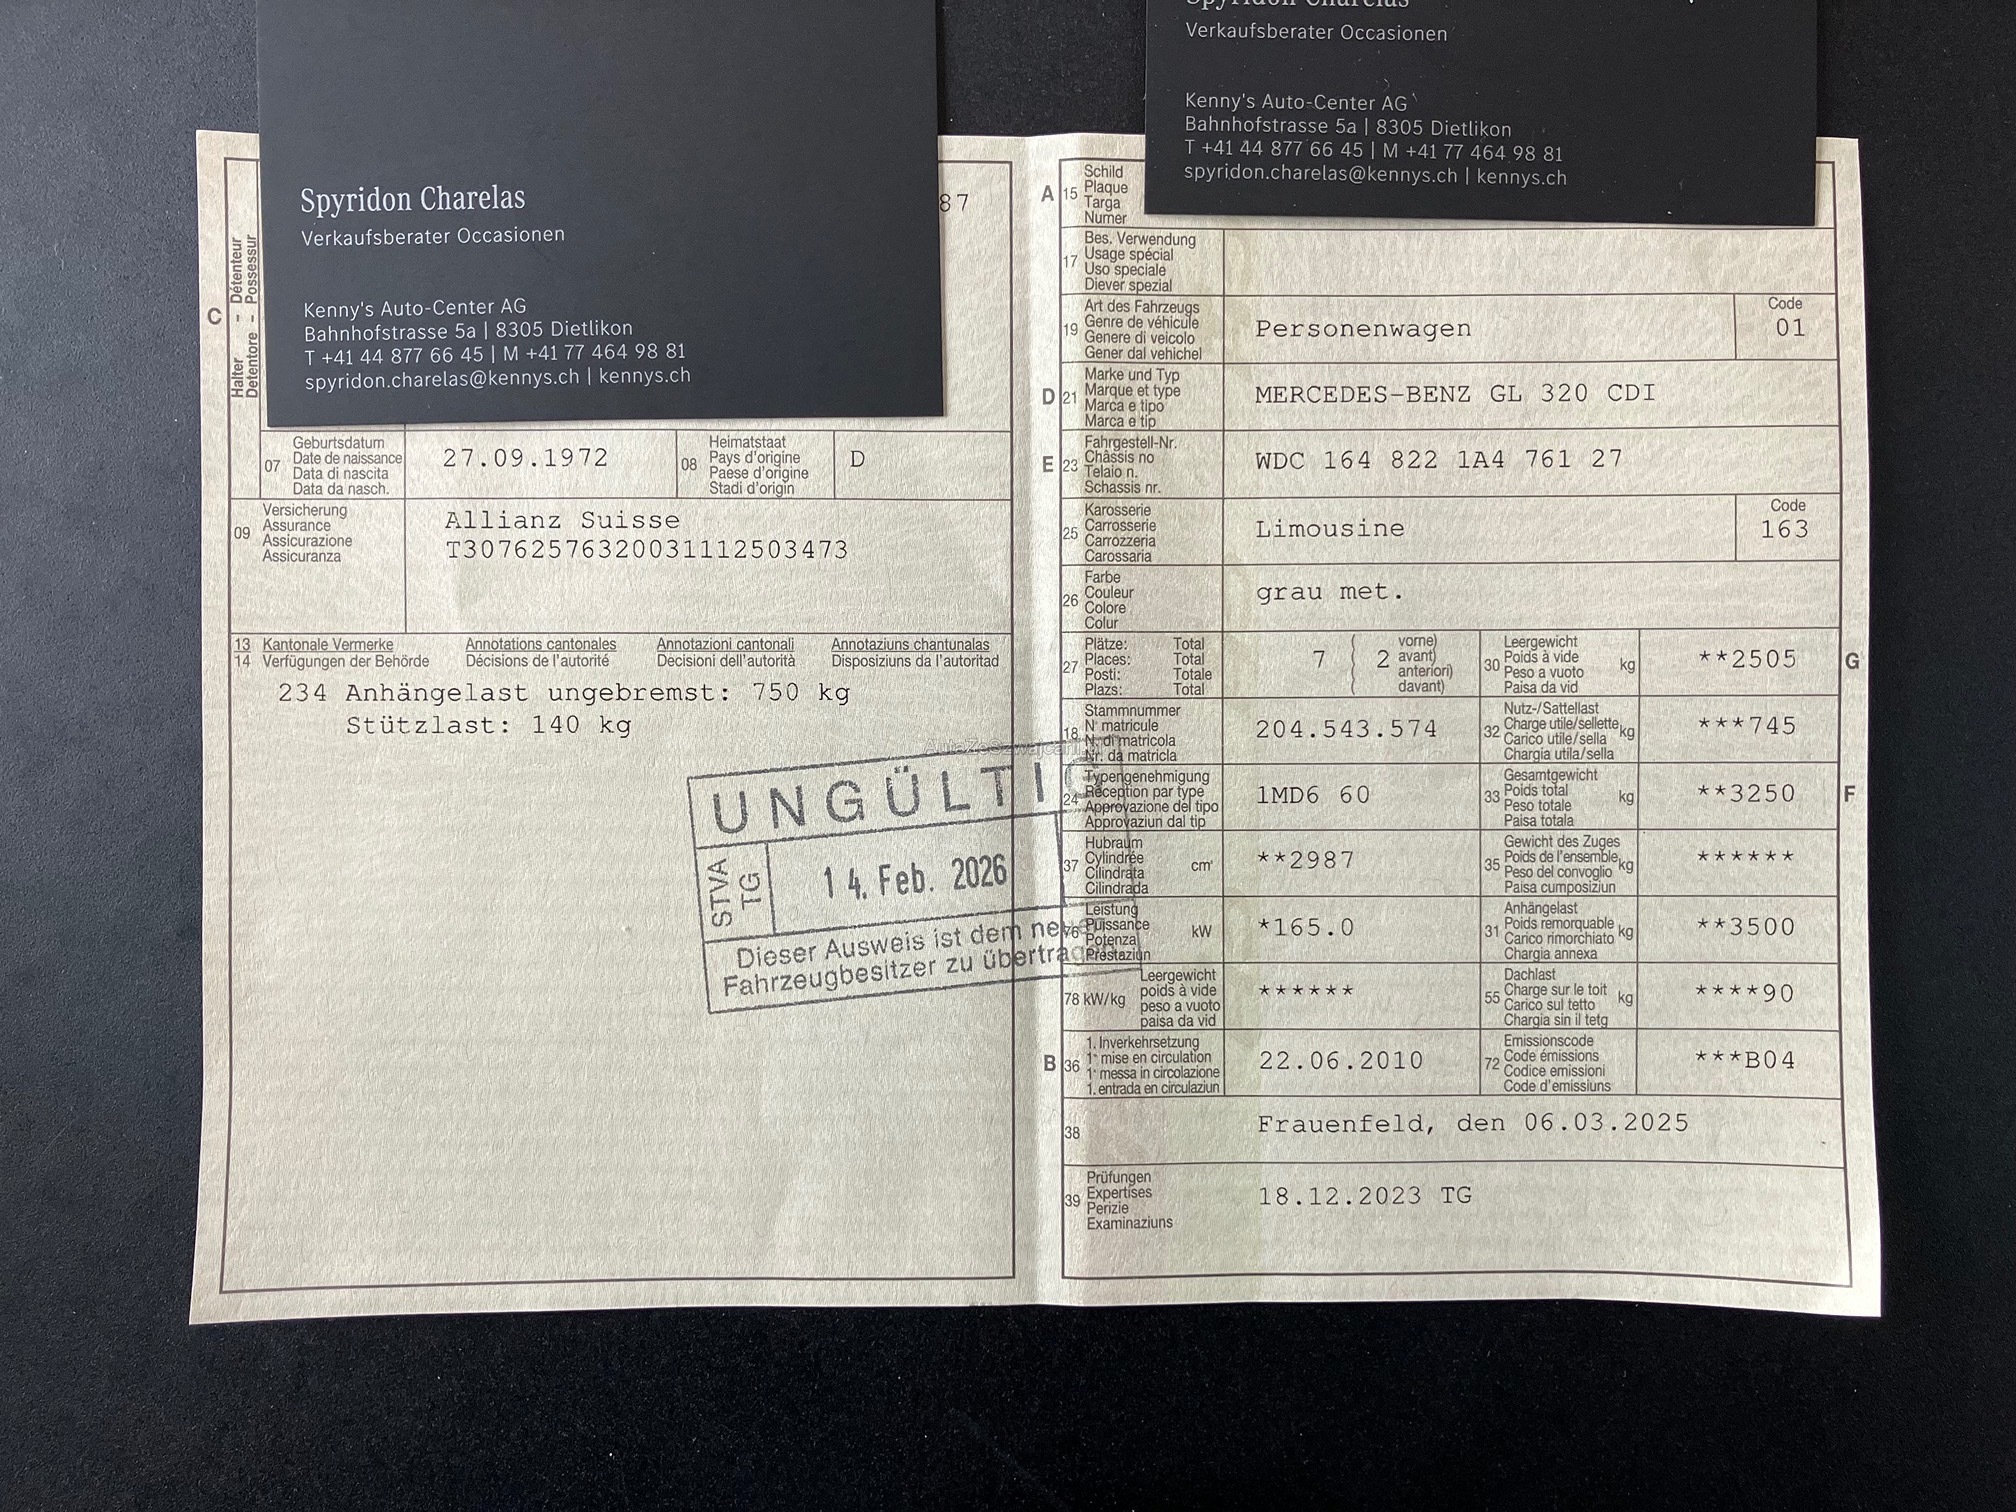 Spyridon Charelas
Verkaufsberater Occasionen
Kenny's Auto-Center AG
Bahnhofstrasse 5a | 8305 Dietlikon
T +41 44 877 66 45 | M +41 77 464 98 81
spyridon.charelas@kennys.ch | kennys.ch
87
C
Halter - Détenteur
Detentore - Possessur
07
Geburtsdatum
Date de naissance
Data di nascita
Data da nasch.
27.09.1972
08
Heimatstaat
Pays d'origine
Paese d'origine
Stadi d'origin
D
09
Versicherung
Assurance
Assicurazione
Assicuranza
Allianz Suisse
T30762576320031112503473
13 Kantonale Vermerke Annotations cantonales Annotazioni cantonali Annotaziuns chantunalas
14 Verfügungen der Behörde Décisions de l'autorité Decisioni dell'autorità Disposiziuns da l'autoritad
234 Anhängelast ungebremst: 750 kg
Stützlast: 140 kg
UNGÜLTIG
STVA
TG
14. Feb. 2026
Dieser Ausweis ist dem
Fahrzeugbesitzer zu
Spyridon Charelas
Verkaufsberater Occasionen
Kenny's Auto-Center AG
Bahnhofstrasse 5a | 8305 Dietlikon
T +41 44 877 66 45 | M +41 77 464 98 81
spyridon.charelas@kennys.ch | kennys.ch
A
15
Schild
Plaque
Targa
Numer
17
Bes. Verwendung
Usage spécial
Uso speciale
Diever spezial
19
Art des Fahrzeugs
Genre de véhicule
Genere di veicolo
Gener dal vehichel
Personenwagen
Code
01
D
21
Marke und Typ
Marque et type
Marca e tipo
Marca e tip
MERCEDES-BENZ GL 320 CDI
E
23
Fahrgestell-Nr.
Châssis no
Telaio n.
Schassis nr.
WDC 164 822 1A4 761 27
25
Karosserie
Carrosserie
Carrozzeria
Carossaria
Limousine
Code
163
26
Farbe
Couleur
Colore
Colur
grau met.
27
Plätze: Total
Places: Total
Posti: Totale
Plazs: Total
7
2
vorne)
avant)
anteriori)
davant)
30
Leergewicht
Poids à vide
Peso a vuoto
Paisa da vid
kg
**2505
G
18
Stammnummer
N° matricule
N. di matricola
Nr. da matricla
204.543.574
32
Nutz-/Sattellast
Charge utile/sellette
Carico utile/sella
Chargia utila/sella
kg
***745
24
Typengenehmigung
Réception par type
Approvazione del tipo
Approvaziun dal tip
1MD6 60
33
Gesamtgewicht
Poids total
Peso totale
Paisa totala
kg
**3250
F
37
Hubraum
Cylindrée
Cilindrata
Cilindrada
cm³
**2987
35
Gewicht des Zuges
Poids de l'ensemble
Peso del convoglio
Paisa cumposiziun
kg
******
76
Leistung
Puissance
Potenza
Prestaziun
kW
*165.0
31
Anhängelast
Poids remorquable
Carico rimorchiato
Chargia annexa
kg
**3500
78 kW/kg
Leergewicht
poids à vide
peso a vuoto
paisa da vid
******
55
Dachlast
Charge sur le toit
Carico sul tetto
Chargia sin il tetg
kg
****90
B
36
1. Inverkehrsetzung
1e mise en circulation
1a messa in circolazione
1. entrada en circulaziun
22.06.2010
72
Emissionscode
Code émissions
Codice emissioni
Code d'emissiuns
***B04
38
Frauenfeld, den 06.03.2025
39
Prüfungen
Expertises
Perizie
Examinaziuns
18.12.2023 TG